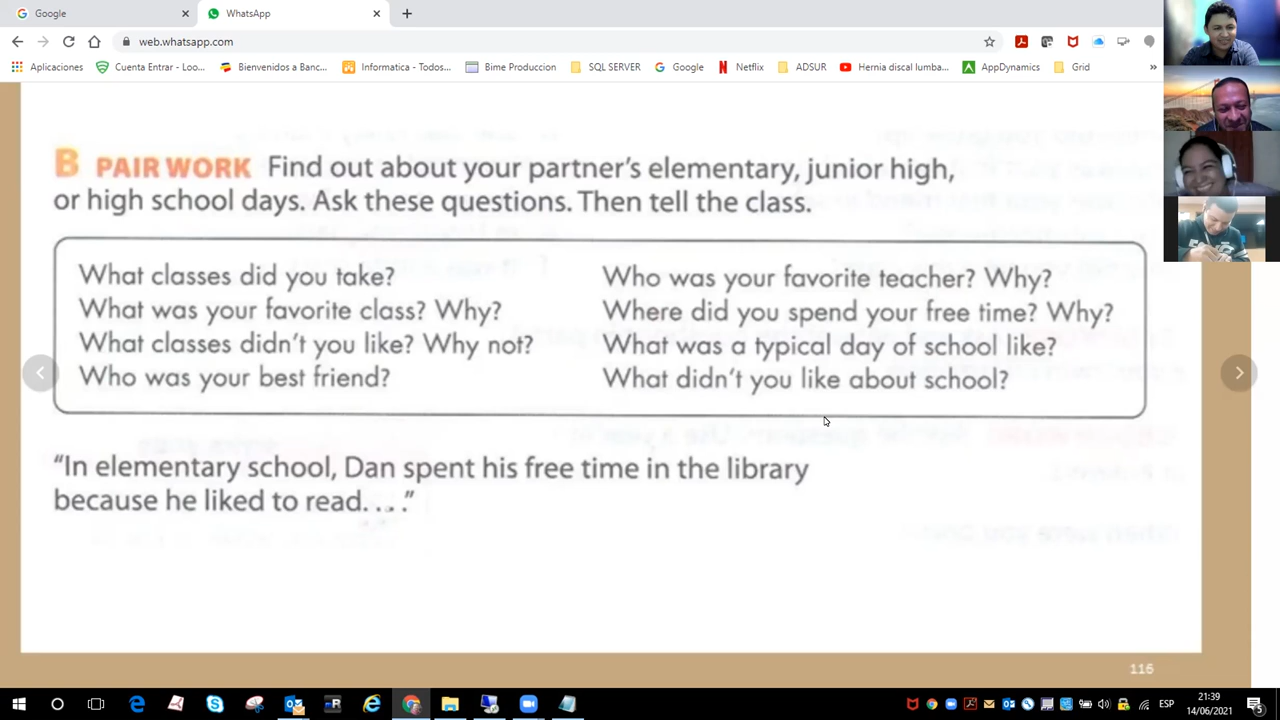 Google
WhatsApp
web.whatsapp.com
Aplicaciones
Cuenta Entrar - Loo...
Bienvenidos a Banc...
Informatica - Todos...
Bime Produccion
SQL SERVER
Google
Netflix
ADSUR
Hernia discal lumba...
AppDynamics
Grid
»
B PAIR WORK Find out about your partner's elementary, junior high,
or high school days. Ask these questions. Then tell the class.
What classes did you take?
What was your favorite class? Why?
What classes didn't you like? Why not?
Who was your best friend?
Who was your favorite teacher? Why?
Where did you spend your free time? Why?
What was a typical day of school like?
What didn't you like about school?
"In elementary school, Dan spent his free time in the library
because he liked to read. . . ."
116
ESP
21:39
14/06/2021
5